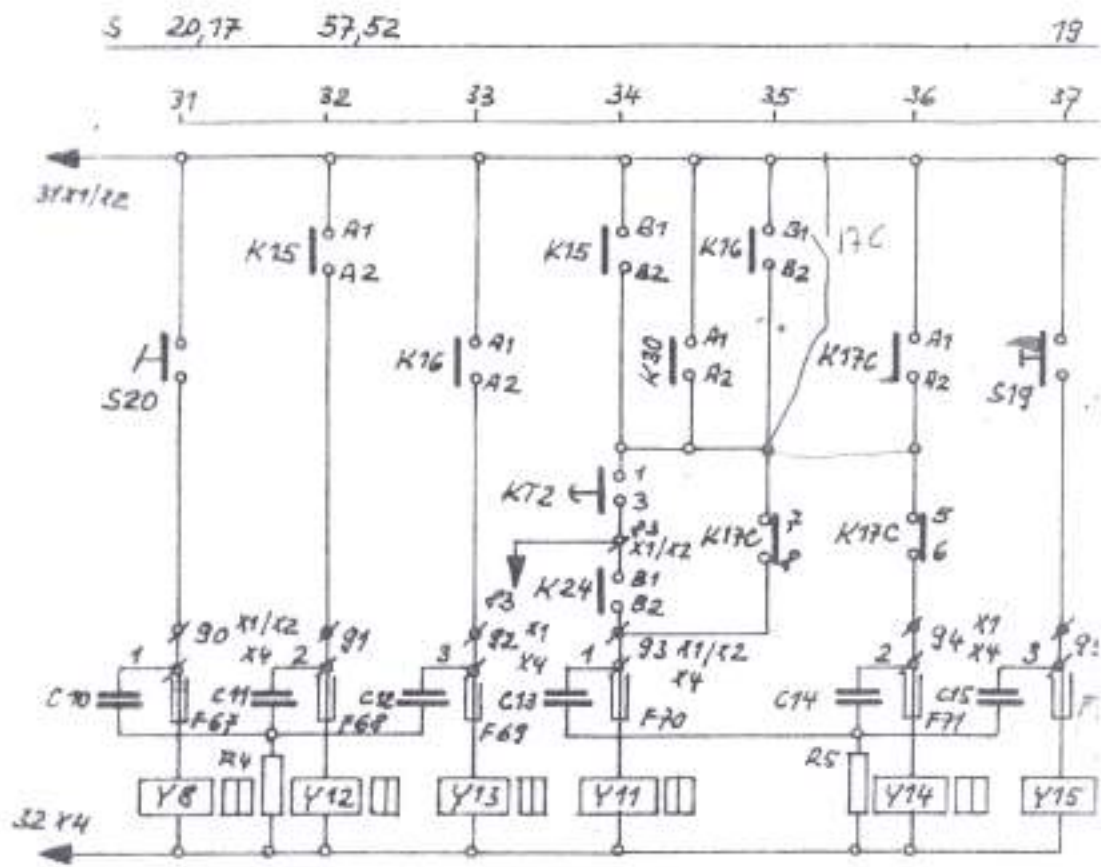 S 20,17 57,52 19
31 32 33 34 35 36 37
31X1/X2
K15 A1 A2
K15 B1 B2
K16 B1 B2
17C
S20
K16 A1 A2
K30 A1 A2
K17C A1 A2
S19
KT2 1 3
83
X1/X2
K17C 7 8
K17C 5 6
83
K24 B1 B2
90 X1/X2 91 92 X1 93 X1/X2 94 X1
1 X4 2 3 X4 1 X4 2 X4 3
C10 C11 C12 C13 C14 C15
F67 F68 F69 F70 F71
R4 R5
Y8 Y12 Y13 Y11 Y14 Y15
32 X4